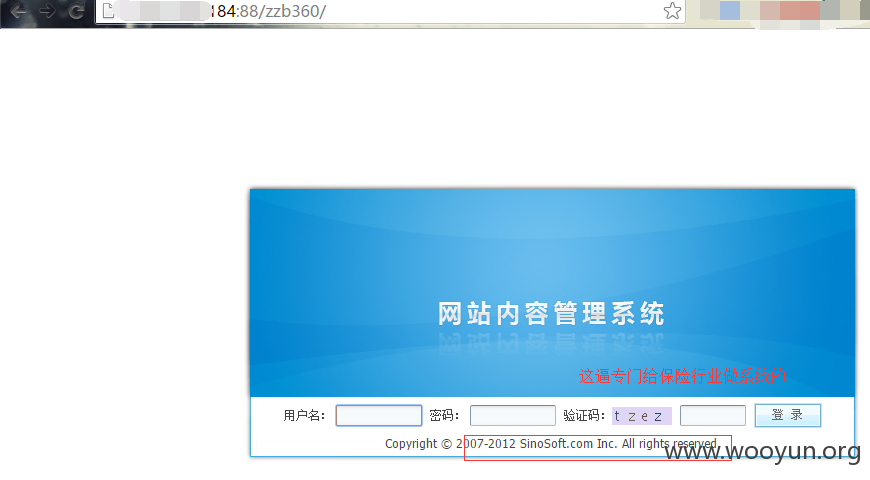 184:88/zzb360/
网站内容管理系统
这逼专门给保险行业做系统的
用户名: 密码: 验证码: tzez 登 录
Copyright © 2007-2012 SinoSoft.com Inc. All rights reserved
www.wooyun.org